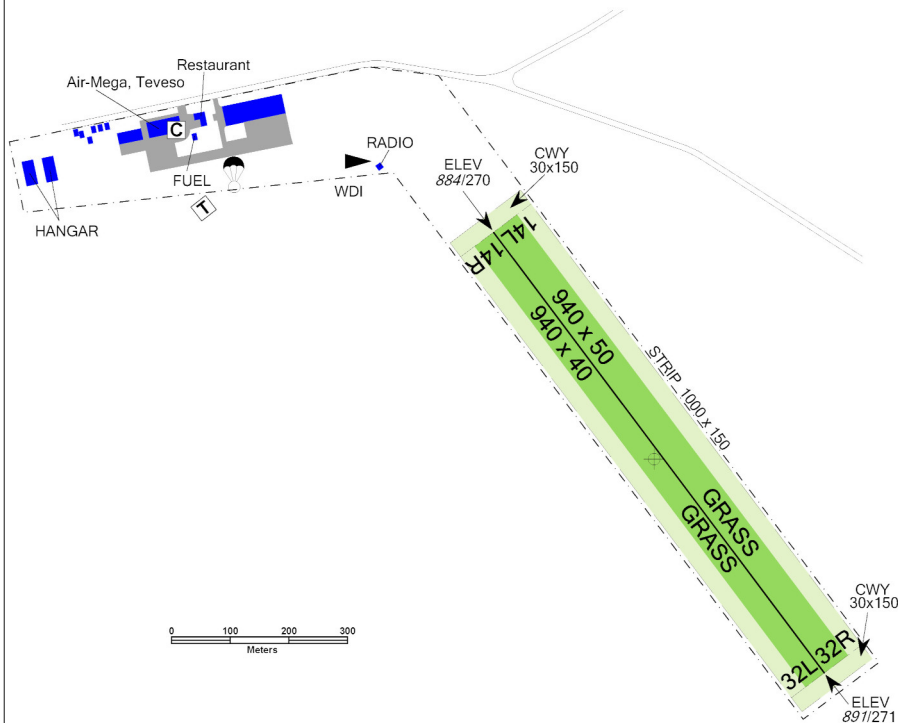 Restaurant
Air-Mega, Teveso
C
FUEL
HANGAR
T
RADIO
WDI
ELEV
884/270
CWY
30x150
14L
14R
940 x 50
940 x 40
STRIP 1000 x 150
GRASS
GRASS
32L
32R
CWY
30x150
ELEV
891/271
0 100 200 300
Meters